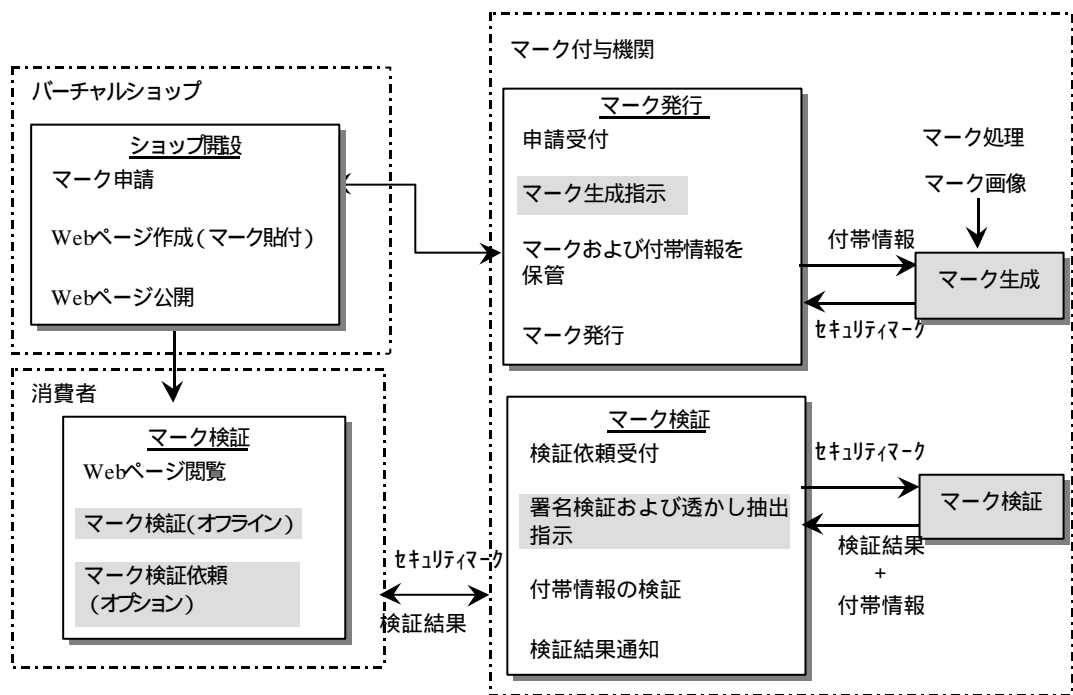 バーチャルショップ
ショップ開設
マーク申請
Webページ作成(マーク貼付)
Webページ公開
消費者
マーク検証
Webページ閲覧
マーク検証(オフライン)
マーク検証依頼
(オプション)
ｾｷｭﾘﾃｨﾏｰｸ
検証結果
マーク付与機関
マーク発行
申請受付
マーク生成指示
マークおよび付帯情報を
保管
マーク発行
マーク処理
マーク画像
付帯情報
マーク生成
ｾｷｭﾘﾃｨﾏｰｸ
マーク検証
検証依頼受付
署名検証および透かし抽出
指示
付帯情報の検証
検証結果通知
ｾｷｭﾘﾃｨﾏｰｸ
マーク検証
検証結果
+
付帯情報